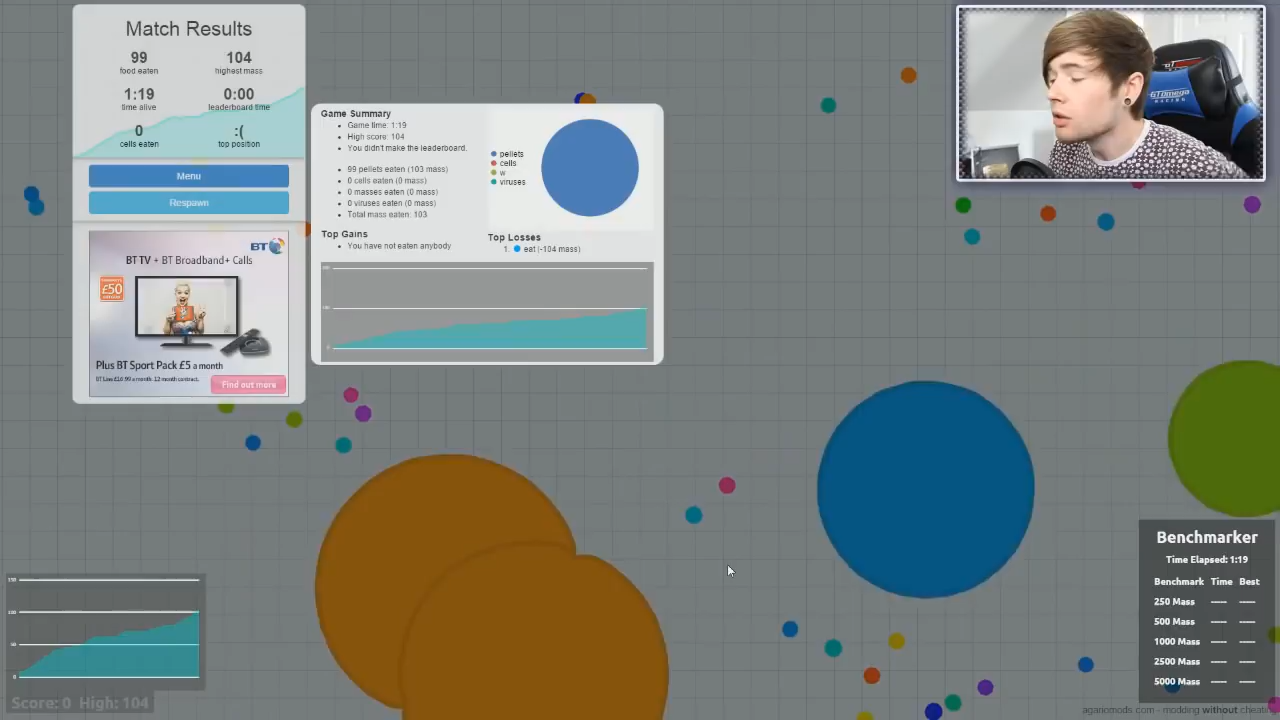 Match Results
99
food eaten
104
highest mass
1:19
time alive
0:00
leaderboard time
0
cells eaten
:(
top position
Menu
Respawn
BT
BT TV + BT Broadband+ Calls
£50
Plus BT Sport Pack £5 a month
Find out more
Game Summary
Game time: 1:19
High score: 104
You didn't make the leaderboard.
99 pellets eaten (103 mass)
0 cells eaten (0 mass)
0 masses eaten (0 mass)
0 viruses eaten (0 mass)
Total mass eaten: 103
pellets
cells
w
viruses
Top Gains
You have not eaten anybody
Top Losses
1. eat (-104 mass)
GT Omega
RACING
Benchmarker
Time Elapsed: 1:19
Benchmark Time Best
250 Mass ---- ----
500 Mass ---- ----
1000 Mass ---- ----
2500 Mass ---- ----
5000 Mass ---- ----
Score: 0 High: 104
agariomods.com - modding without cheating